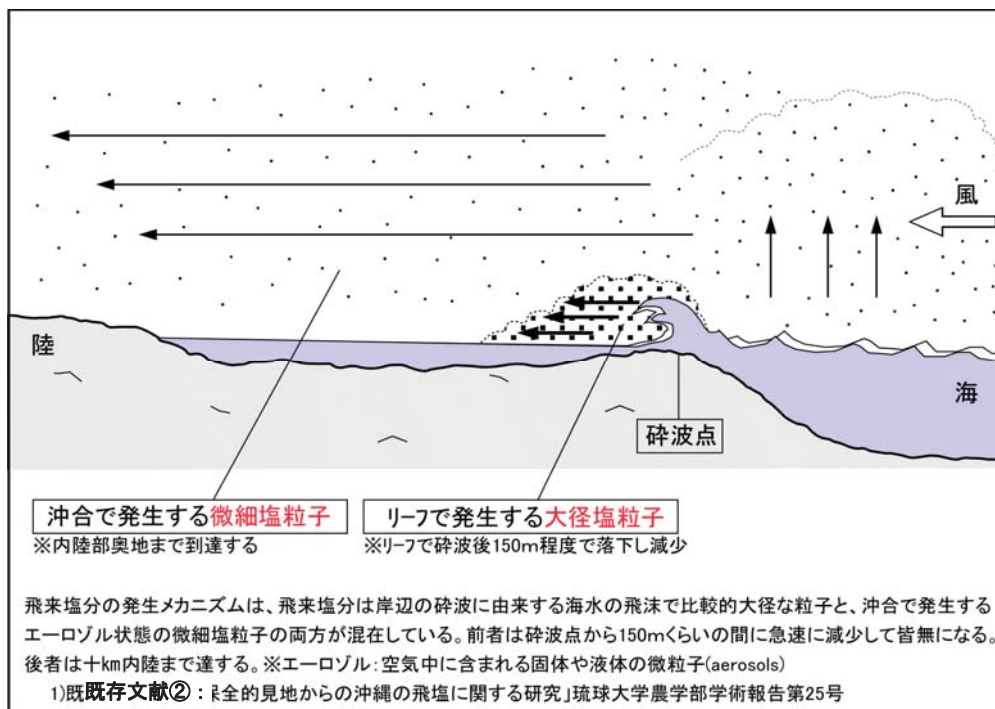 風
陸
海
砕波点
沖合で発生する微細塩粒子
※内陸部奥地まで到達する
リーフで発生する大径塩粒子
※リーフで砕波後150m程度で落下し減少
飛来塩分の発生メカニズムは、飛来塩分は岸辺の砕波に由来する海水の飛沫で比較的大径な粒子と、沖合で発生する
エーロゾル状態の微細塩粒子の両方が混在している。前者は砕波点から150mくらいの間に急速に減少して皆無になる。
後者は十km内陸まで達する。※エーロゾル:空気中に含まれる固体や液体の微粒子(aerosols)
1)既既存文献②:全的見地からの沖縄の飛塩に関する研究」琉球大学農学部学術報告第25号